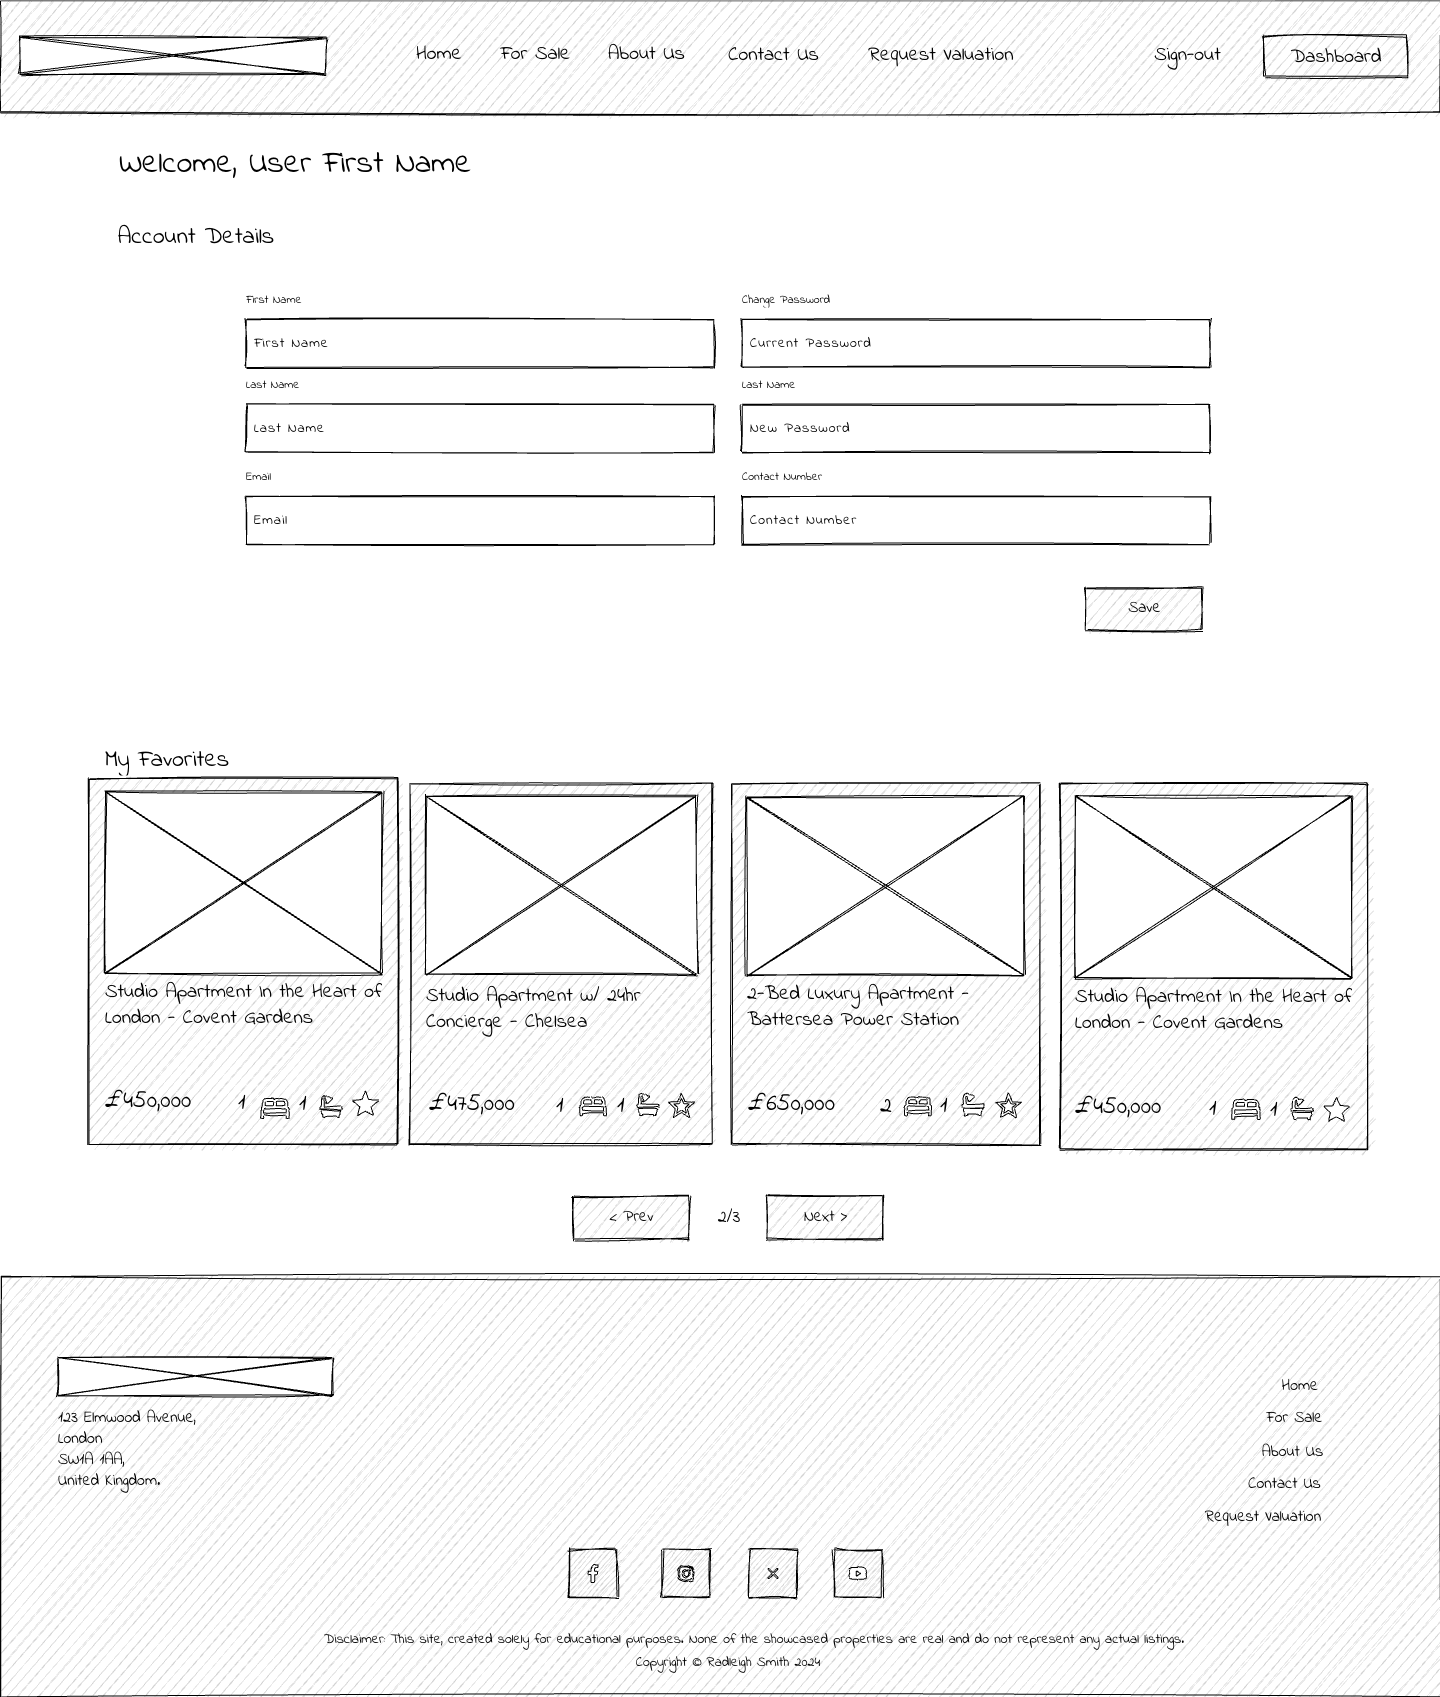 Home For Sale About Us Contact Us Request Valuation Sign-out Dashboard
Welcome, User First Name
Account Details
First Name Change Password
First Name Current Password
Last Name Last Name
Last Name New Password
Email Contact Number
Email Contact Number
Save
My Favorites
Studio Apartment in the Heart of
London - Covent Gardens
£450,000 1 1
Studio Apartment w/ 24hr
Concierge - Chelsea
£475,000 1 1
2-Bed Luxury Apartment -
Battersea Power Station
£650,000 2 1
Studio Apartment in the Heart of
London - Covent Gardens
£450,000 1 1
< Prev 2/3 Next >
123 Elmwood Avenue,
London
SW1A 1AA,
United Kingdom.
Home
For Sale
About Us
Contact Us
Request Valuation
Disclaimer: This site, created solely for educational purposes. None of the showcased properties are real and do not represent any actual listings.
Copyright © Radleigh Smith 2024